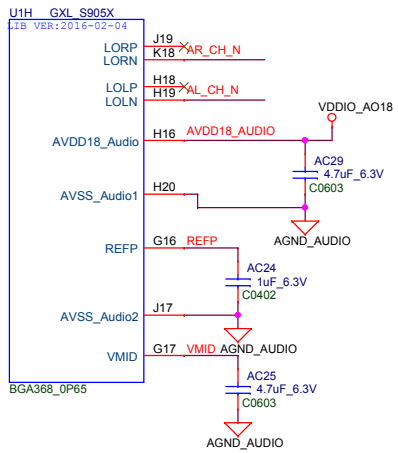 U1H GXL_S905X
LIB VER:2016-02-04
LORP J19
LORN K18 AR_CH_N
LOLP H18
LOLN H19 AL_CH_N
VDDIO_AO18
AVDD18_Audio H16 AVDD18_AUDIO
AC29
4.7uF_6.3V
C0603
AVSS_Audio1 H20
AGND_AUDIO
REFP G16 REFP
AC24
1uF_6.3V
C0402
AVSS_Audio2 J17
AGND_AUDIO
VMID G17 VMID
AC25
4.7uF_6.3V
C0603
BGA368_0P65
AGND_AUDIO